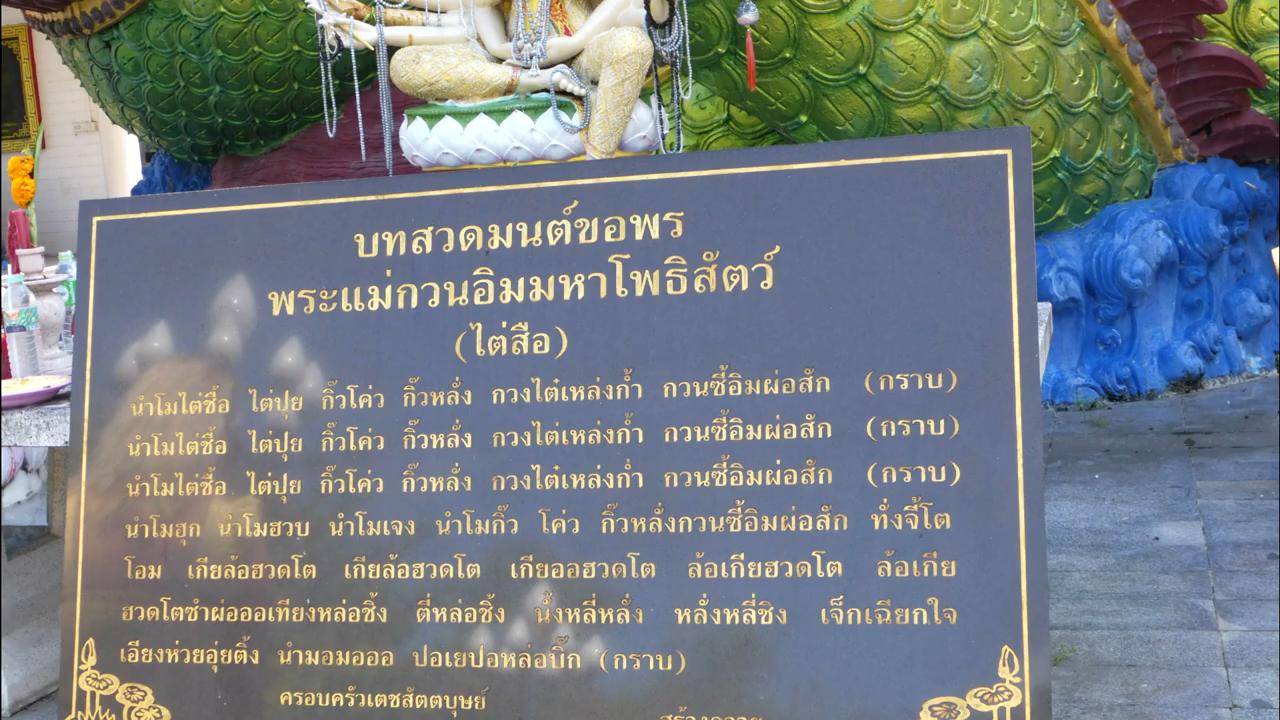 บทสวดมนต์ขอพร
พระแม่กวนอิมมหาโพธิสัตว์
(ไต่สือ)
นำโมไต่ชื้อ ไต่ปุย กิ๊วโค่ว กิ๊วหลั่ง กวงไต๋เหล่งก้ำ กวนซี้อิมผ่อสัก (กราบ)
นำโมไต่ชื้อ ไต่ปุย กิ๊วโค่ว กิ๊วหลั่ง กวงไต่เหล่งก้ำ กวนซี้อิมผ่อสัก (กราบ)
นำโมไต่ชื้อ ไต่ปุย กิ๊วโค่ว กิ๊วหลั่ง กวงไต๋เหล่งก่ำ กวนซี้อิมผ่อสัก (กราบ)
นำโมฮุก นำโมฮวบ นำโมเจง นำโมกิ๊ว โค่ว กิ๊วหลั่งกวนซี้อิมผ่อสัก ทั่งจี้โต
โอม เกียล้อฮวดโต เกียล้อฮวดโต เกียออฮวดโต ล้อเกียฮวดโต ล้อเกีย
ฮวดโตซำผ่อออเทียงหล่อซิ้ง ตี่หล่อซิ้ง นั้งหลี่หลั่ง หลั่งหลี่ซิง เจ็กเฉียกใจ
เอียงห่วยอุ่ยติ้ง นำมอมอออ ปอเยปอหล่อบิ๊ก (กราบ)
ครอบครัวเตชสัตตบุษย์